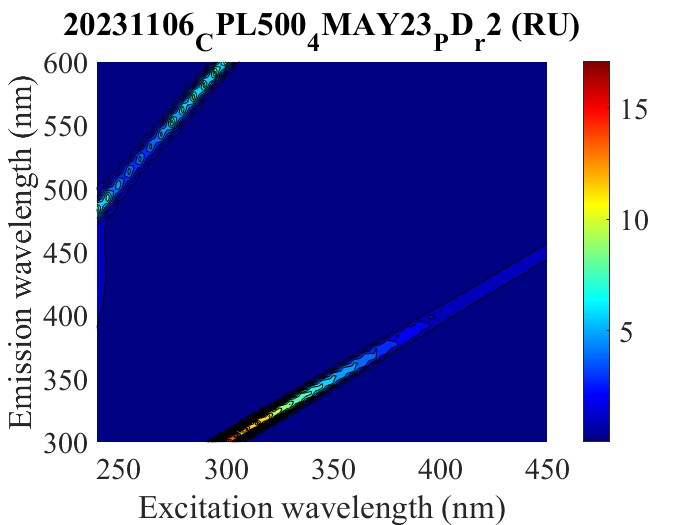 20231106_CPL500_4MAY23_PD_r2 (RU)
600
550
500
450
400
350
300
250 300 350 400 450
Emission wavelength (nm)
Excitation wavelength (nm)
15
10
5